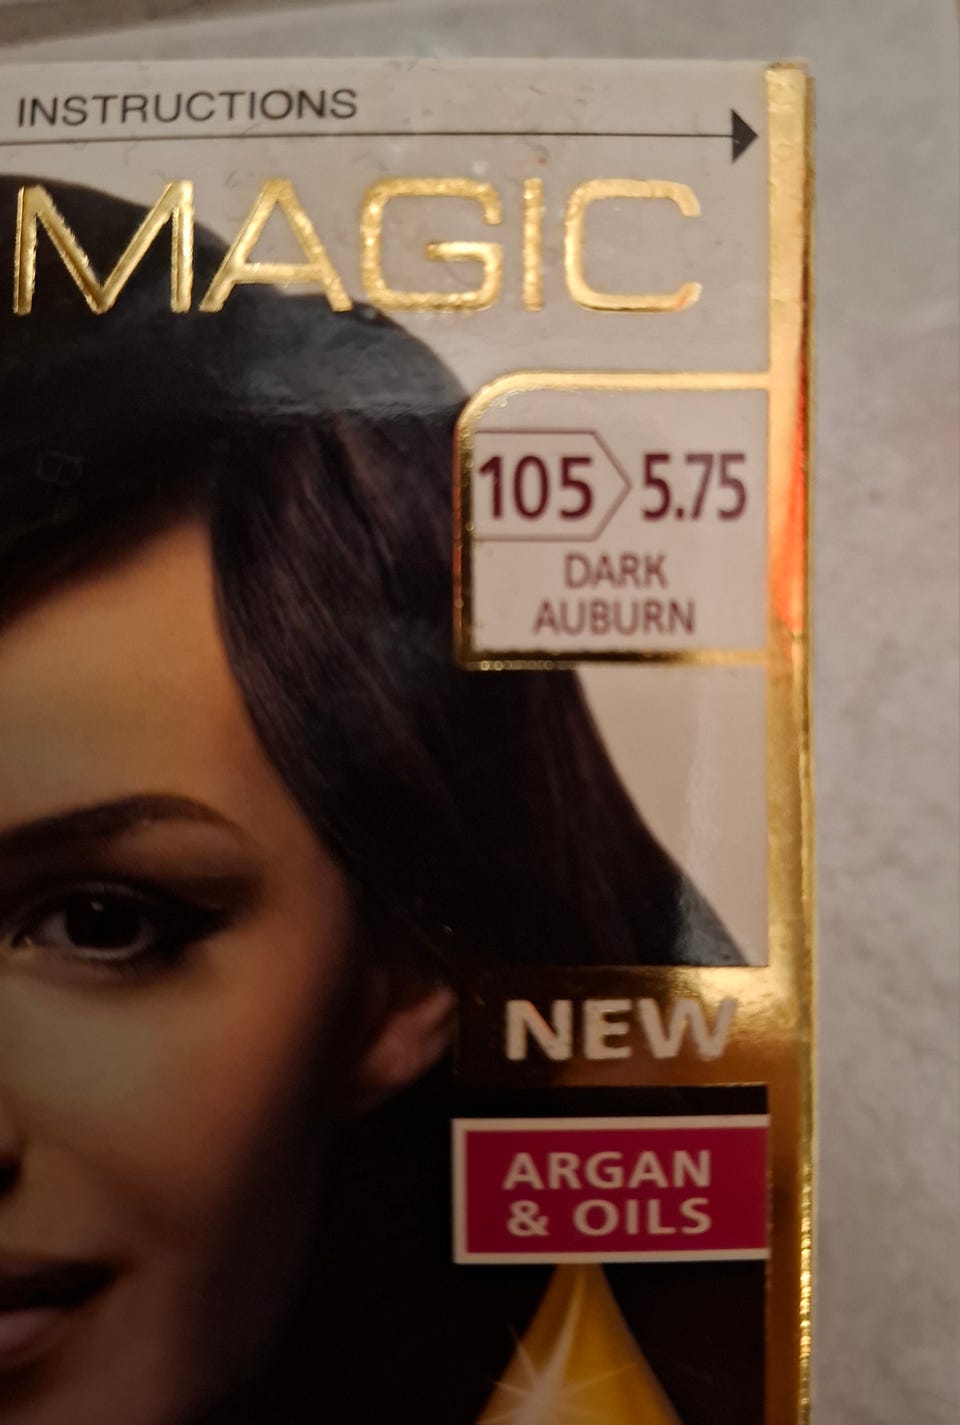 INSTRUCTIONS
MAGIC
105 5.75
DARK
AUBURN
NEW
ARGAN
& OILS